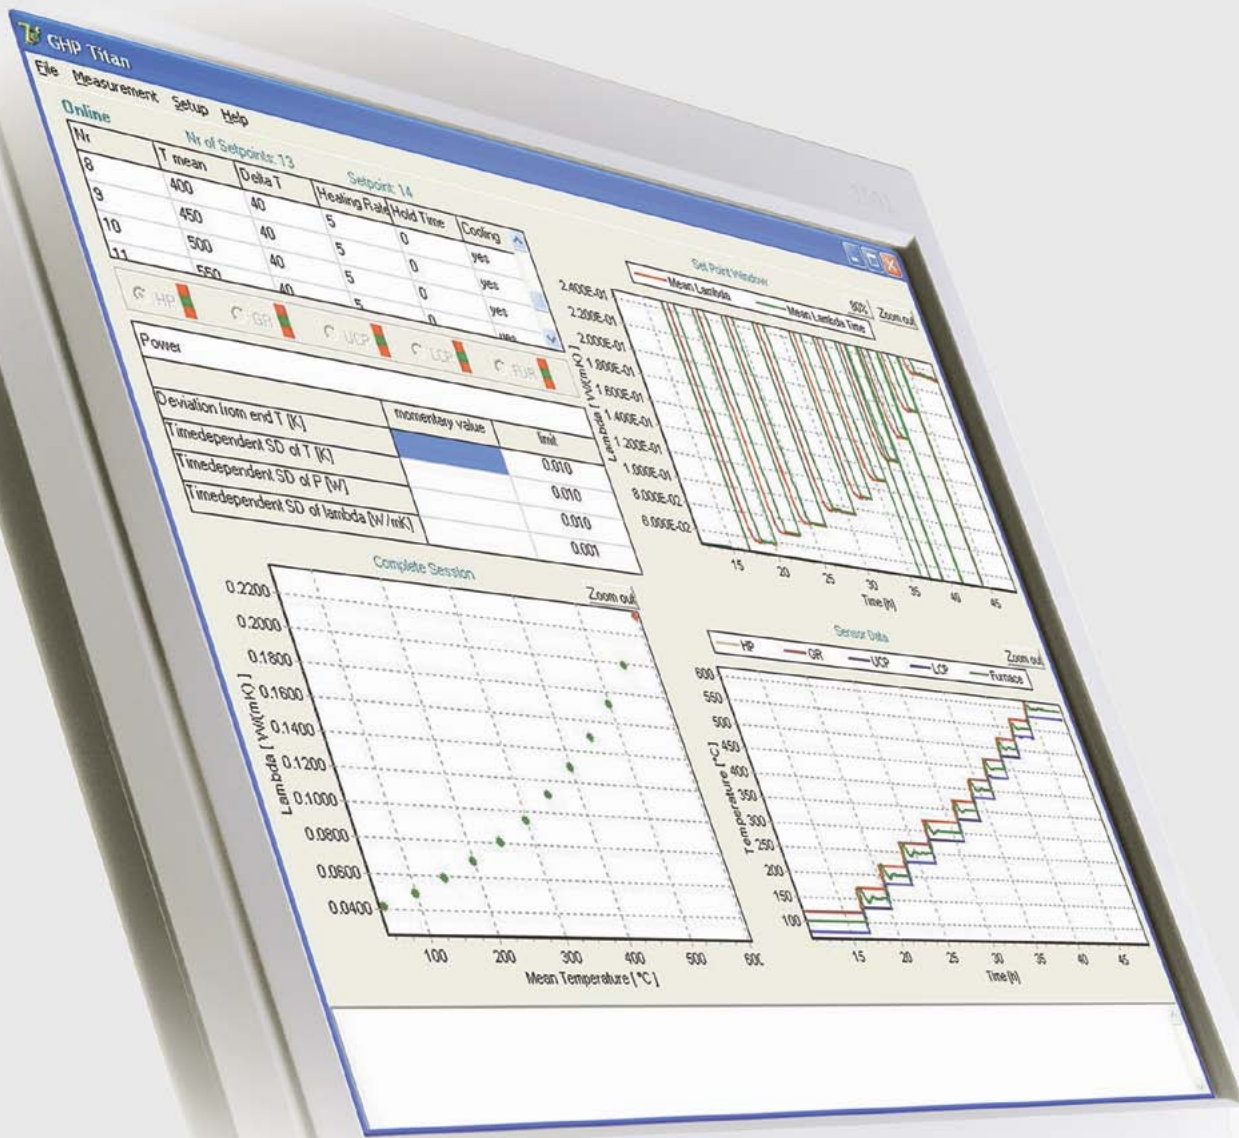 GHP Titan
File Measurement Setup Help
Online Nr of Setpoints: 13 Setpoint: 14
Nr T mean Delta T Heating Rate Hold Time Cooling
8 400 40 5 0 yes
9 450 40 5 0 yes
10 500 40 5 0 yes
11 550 40 5 0 yes
HP GR UCP LCP FUR
Power
momentary value limit
Deviation from end T [K] 0.010
Timedependent SD of T [K] 0.010
Timedependent SD of P [W] 0.010
Timedependent SD of lambda [W/mK] 0.001
Set Point Window
80% Zoom out
Mean Lambda Mean Lambda Time
2.400E-01
2.200E-01
2.000E-01
1.800E-01
1.600E-01
1.400E-01
1.200E-01
1.000E-01
8.000E-02
6.000E-02
Lambda [W/(mK)]
15 20 25 30 35 40 45
Time [h]
Complete Session
Zoom out
0.2200
0.2000
0.1800
0.1600
0.1400
0.1200
0.1000
0.0800
0.0600
0.0400
Lambda [W/(mK)]
100 200 300 400 500 600
Mean Temperature [°C]
Sensor Data
Zoom out
HP GR UCP LCP Furnace
600
550
500
450
400
350
300
250
200
150
100
Temperature [°C]
15 20 25 30 35 40 45
Time [h]